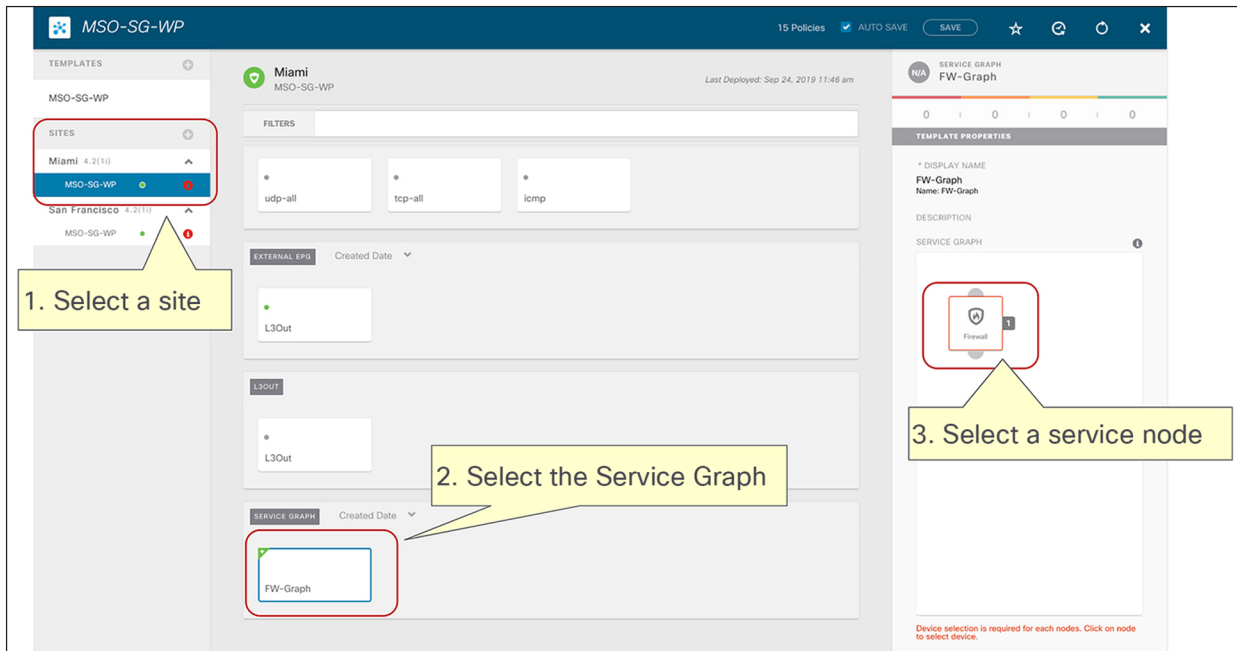 MSO-SG-WP
15 Policies
AUTO SAVE
SAVE
TEMPLATES
MSO-SG-WP
SITES
Miami 4.2(1i)
MSO-SG-WP
San Francisco 4.2(1i)
MSO-SG-WP
1. Select a site
Miami
MSO-SG-WP
Last Deployed: Sep 24, 2019 11:46 am
FILTERS
udp-all
tcp-all
icmp
EXTERNAL EPG
Created Date
L3Out
L3OUT
L3Out
2. Select the Service Graph
SERVICE GRAPH
Created Date
FW-Graph
N/A
SERVICE GRAPH
FW-Graph
0 0 0 0
TEMPLATE PROPERTIES
* DISPLAY NAME
FW-Graph
Name: FW-Graph
DESCRIPTION
SERVICE GRAPH
Firewall
1
3. Select a service node
Device selection is required for each nodes. Click on node
to select device.